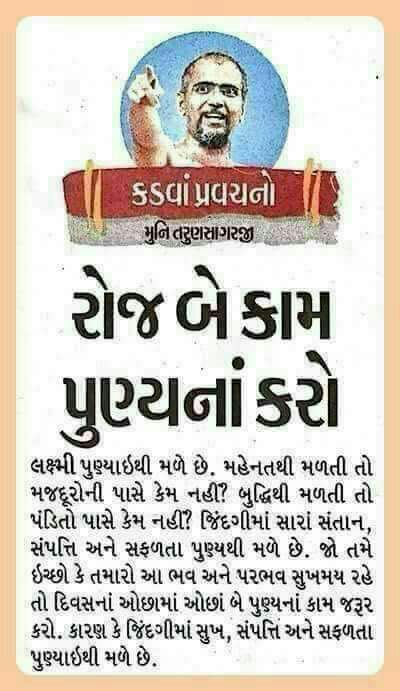 કડવાં પ્રવચનો
મુનિ તરુણસાગરજી
રોજ બે કામ
પુણ્યનાં કરો
લક્ષ્મી પુણ્યાઇથી મળે છે. મહેનતથી મળતી તો
મજદૂરોની પાસે કેમ નહીં? બુદ્ધિથી મળતી તો
પંડિતો પાસે કેમ નહીં? જિંદગીમાં સારાં સંતાન,
સંપત્તિ અને સફળતા પુણ્યથી મળે છે. જો તમે
ઇચ્છો કે તમારો આ ભવ અને પરભવ સુખમય રહે
તો દિવસનાં ઓછામાં ઓછાં બે પુણ્યનાં કામ જરૂર
કરો. કારણ કે જિંદગીમાં સુખ, સંપત્તિ અને સફળતા
પુણ્યાઇથી મળે છે.